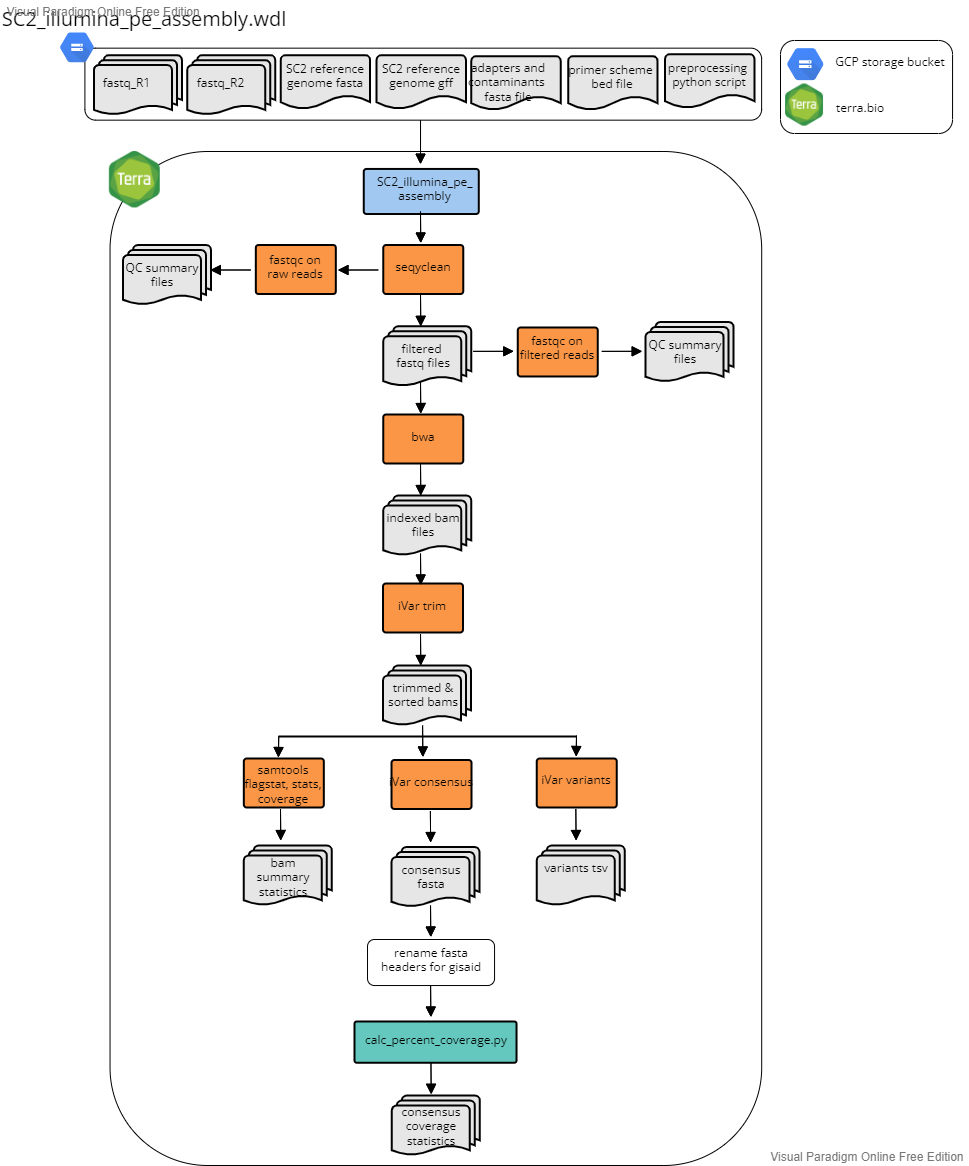 Visual Paradigm Online Free Edition
SC2_illumina_pe_assembly.wdl
fastq_R1
fastq_R2
SC2 reference
genome fasta
SC2 reference
genome gff
adapters and
contaminants
fasta file
primer scheme
bed file
preprocessing
python script
GCP storage bucket
Terra
terra.bio
Terra
SC2_illumina_pe_
assembly
QC summary
files
fastqc on
raw reads
seqyclean
filtered
fastq files
fastqc on
filtered reads
QC summary
files
bwa
indexed bam
files
iVar trim
trimmed &
sorted bams
samtools
flagstat, stats,
coverage
iVar consensus
iVar variants
bam
summary
statistics
consensus
fasta
variants tsv
rename fasta
headers for gisaid
calc_percent_coverage.py
consensus
coverage
statistics
Visual Paradigm Online Free Edition